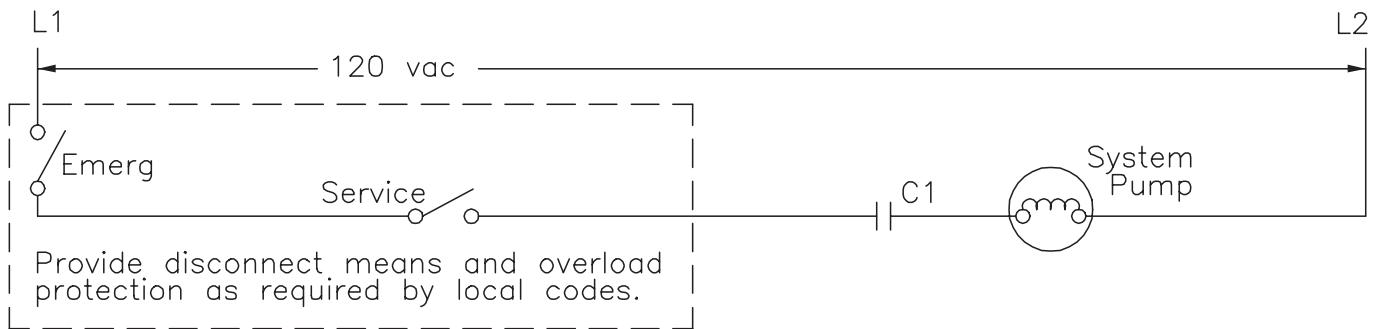 L1
L2
120 vac
Emerg
Service
C1
System
Pump
Provide disconnect means and overload
protection as required by local codes.